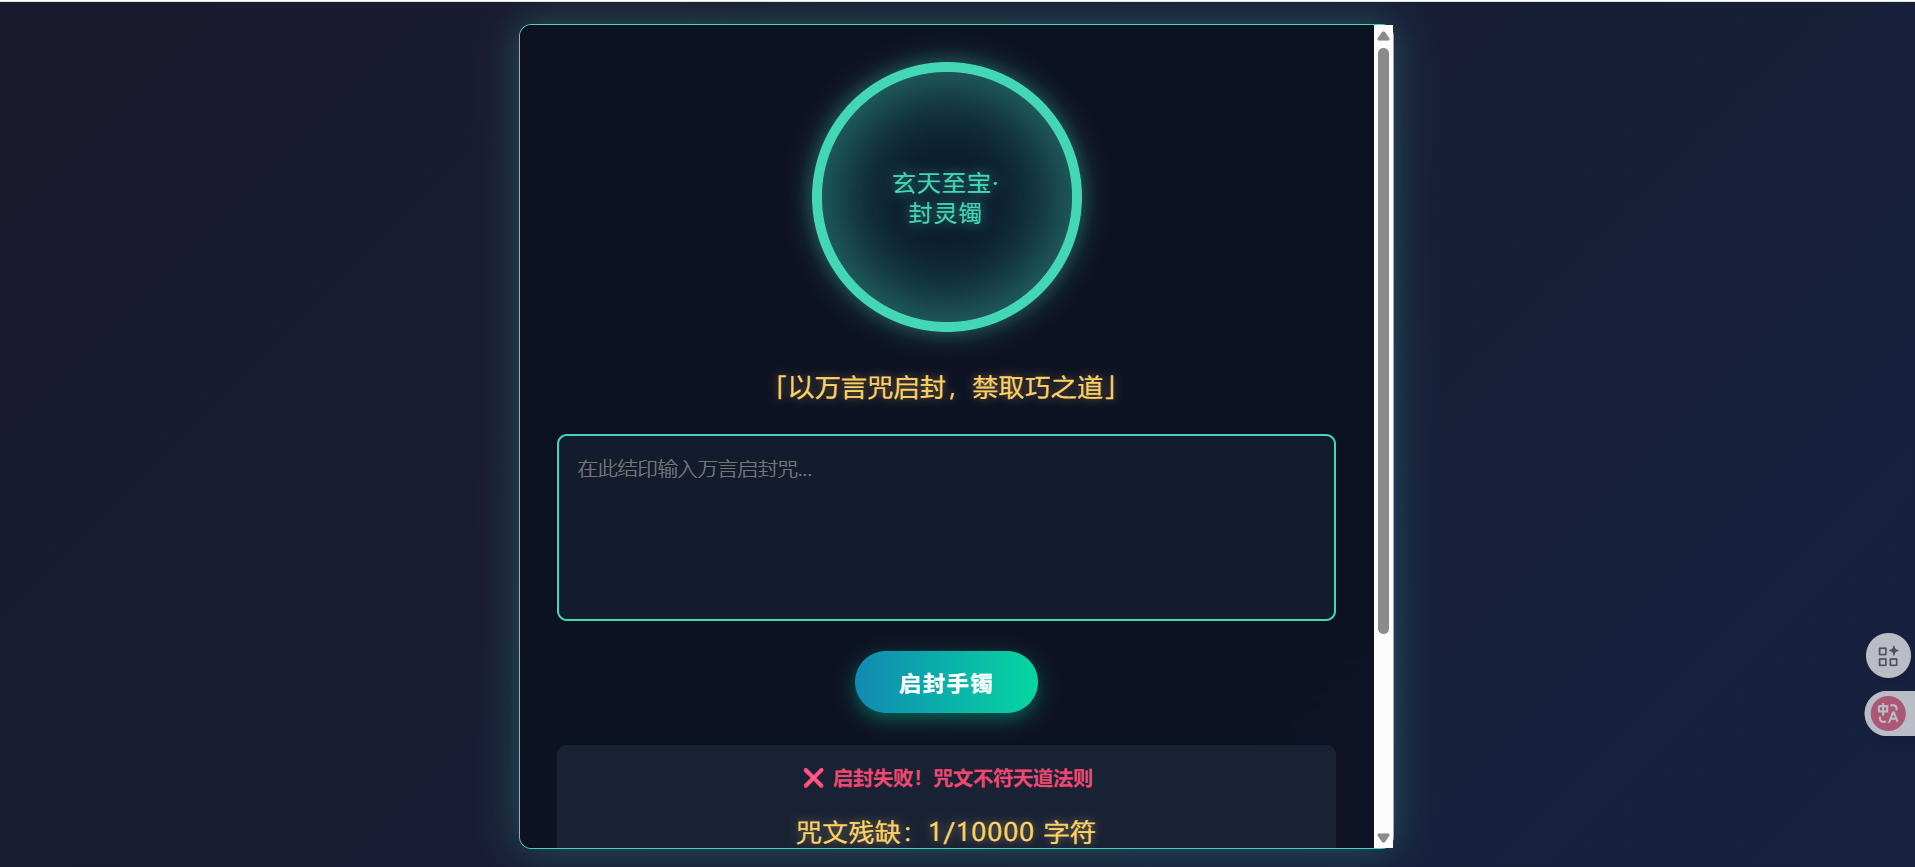 玄天至宝·
封灵镯
「以万言咒启封，禁取巧之道」
在此结印输入万言启封咒...
启封手镯
❌ 启封失败！咒文不符天道法则
咒文残缺：1/10000 字符
中A